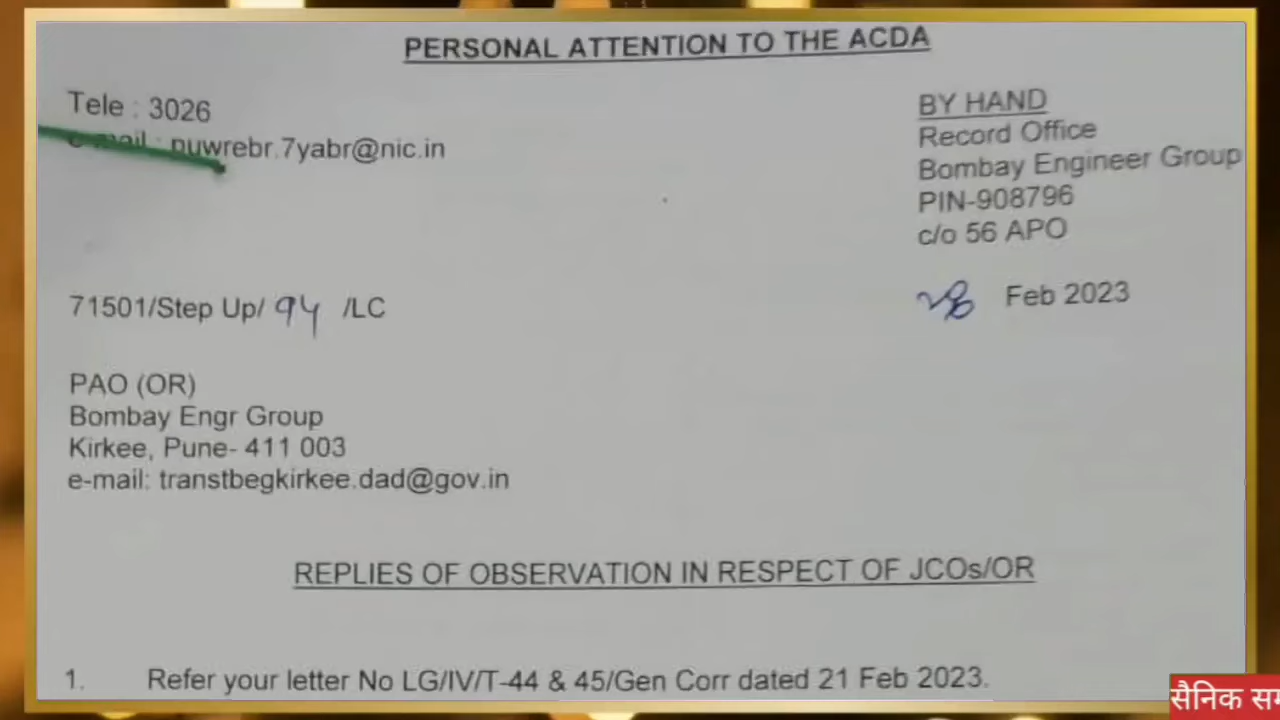 PERSONAL ATTENTION TO THE ACDA
Tele : 3026
e-mail : puwrebr.7yabr@nic.in
BY HAND
Record Office
Bombay Engineer Group
PIN-908796
c/o 56 APO
71501/Step Up/ 94 /LC
28 Feb 2023
PAO (OR)
Bombay Engr Group
Kirkee, Pune- 411 003
e-mail: transtbegkirkee.dad@gov.in
REPLIES OF OBSERVATION IN RESPECT OF JCOs/OR
1. Refer your letter No LG/IV/T-44 & 45/Gen Corr dated 21 Feb 2023.
सैनिक